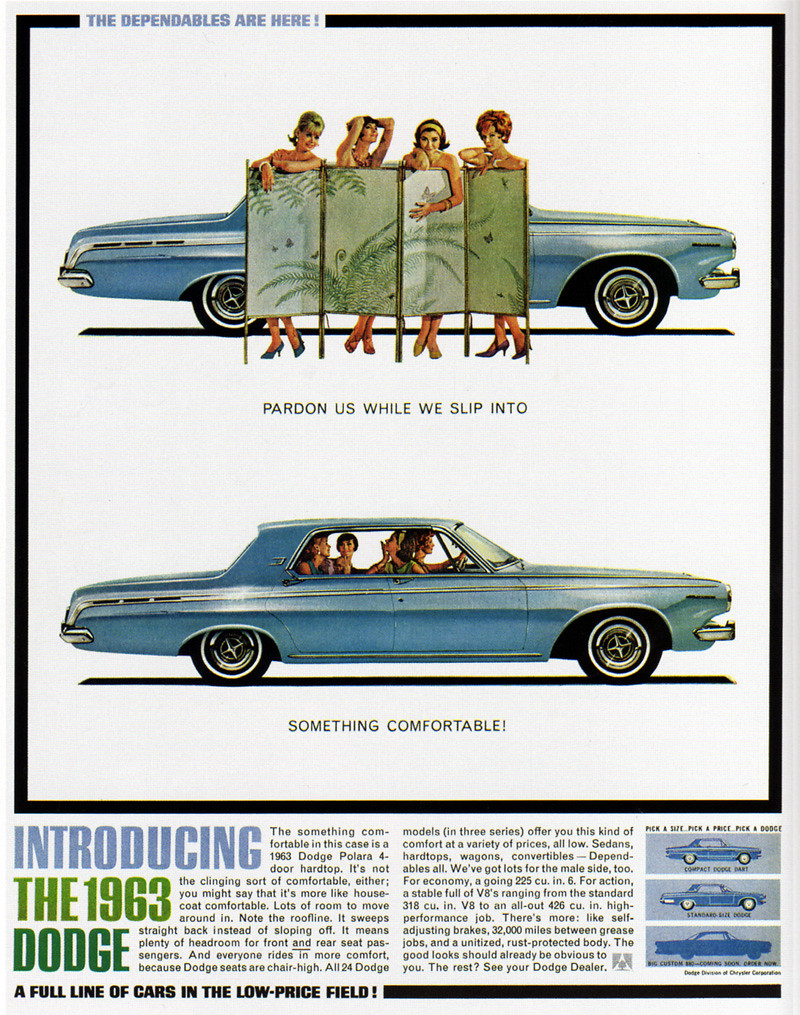 THE DEPENDABLES ARE HERE!
PARDON US WHILE WE SLIP INTO
SOMETHING COMFORTABLE!
INTRODUCING
THE 1963
DODGE
The something com-
fortable in this case is a
1963 Dodge Polara 4-
door hardtop. It's not
the clinging sort of comfortable, either;
you might say that it's more like house-
coat comfortable. Lots of room to move
around in. Note the roofline. It sweeps
straight back instead of sloping off. It means
plenty of headroom for front and rear seat pas-
sengers. And everyone rides in more comfort,
because Dodge seats are chair-high. All 24 Dodge
models (in three series) offer you this kind of
comfort at a variety of prices, all low. Sedans,
hardtops, wagons, convertibles — Depend-
ables all. We've got lots for the male side, too.
For economy, a going 225 cu. in. 6. For action,
a stable full of V8's ranging from the standard
318 cu. in. V8 to an all-out 426 cu. in. high-
performance job. There's more: like self-
adjusting brakes, 32,000 miles between grease
jobs, and a unitized, rust-protected body. The
good looks should already be obvious to
you. The rest? See your Dodge Dealer.
PICK A SIZE...PICK A PRICE...PICK A DODGE
COMPACT DODGE DART
STANDARD-SIZE DODGE
BIG CUSTOM 880—COMING SOON. ORDER NOW.
Dodge Division of Chrysler Corporation
A FULL LINE OF CARS IN THE LOW-PRICE FIELD!